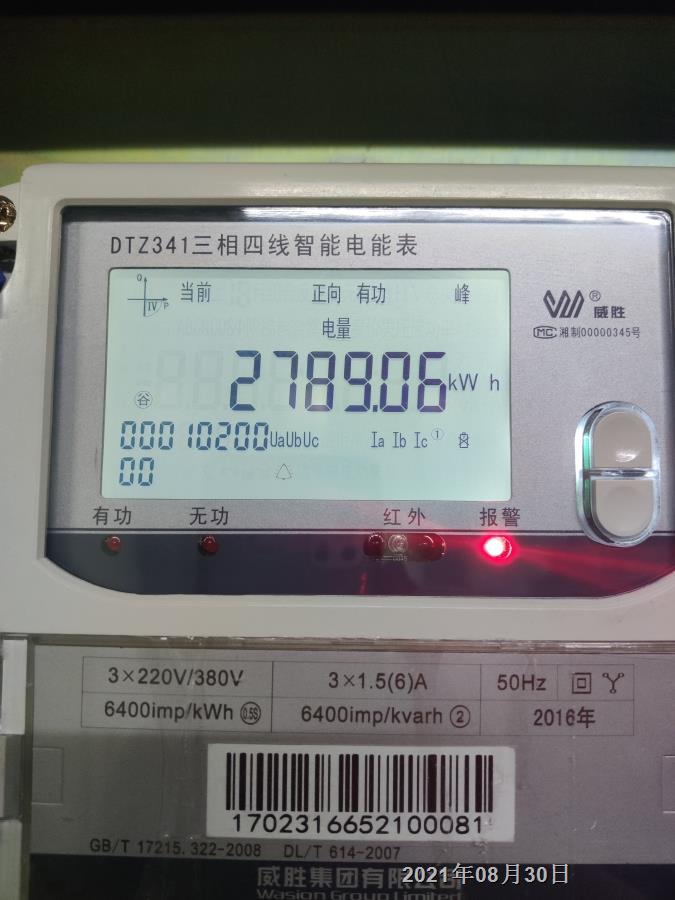 DTZ341三相四线智能电能表
Q
IV P
当前 正向 有功 峰
电量
2789.06 kW h
谷
00010200 UaUbUc Ia Ib Ic ①
00
威胜®
MC 湘制00000345号
有功 无功 红外 报警
3×220V/380V 3×1.5(6)A 50Hz
6400imp/kWh 0.5S 6400imp/kvarh ② 2016年
1702316652100081
GB/T 17215.322-2008 DL/T 614-2007
威胜集团有限公司
Wasion Group Limited
2021年08月30日